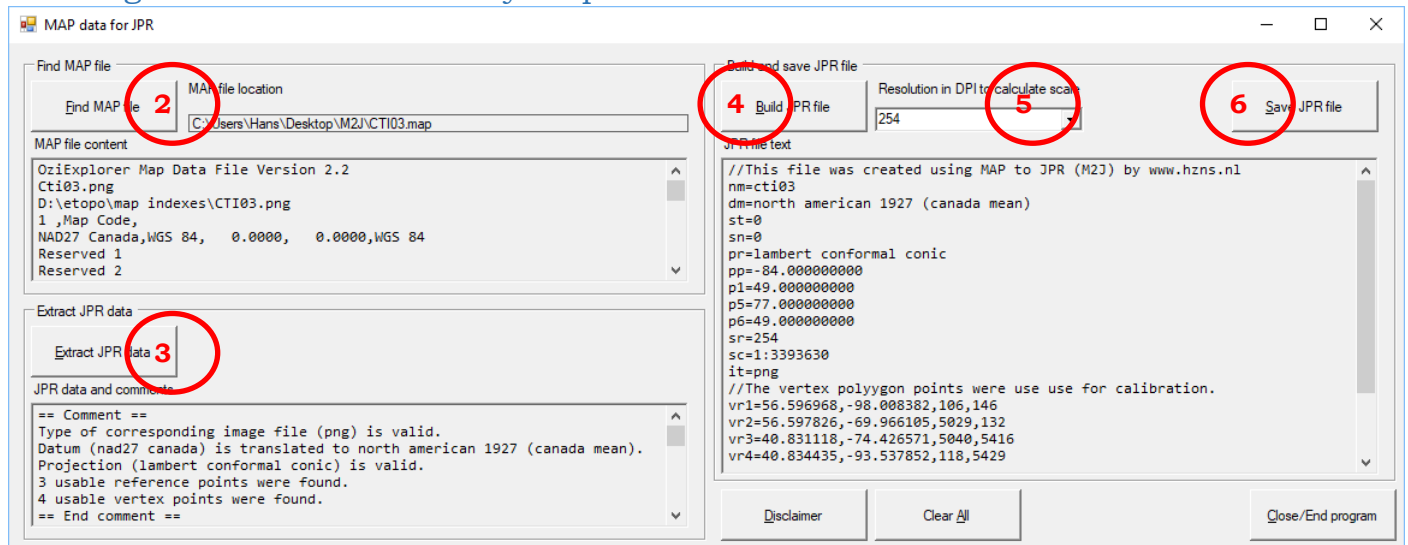 MAP data for JPR
Find MAP file
Find MAP file
2
MAP file location
C:\Users\Hans\Desktop\M2J\CTI03.map
MAP file content
OziExplorer Map Data File Version 2.2
Cti03.png
D:\etopo\map indexes\CTI03.png
1 ,Map Code,
NAD27 Canada,WGS 84,   0.0000,   0.0000,WGS 84
Reserved 1
Reserved 2
Extract JPR data
Extract JPR data
3
JPR data and comments
== Comment ==
Type of corresponding image file (png) is valid.
Datum (nad27 canada) is translated to north american 1927 (canada mean).
Projection (lambert conformal conic) is valid.
3 usable reference points were found.
4 usable vertex points were found.
== End comment ==
Build and save JPR file
4
Build JPR file
Resolution in DPI to calculate scale
5
254
6
Save JPR file
JPR file text
//This file was created using MAP to JPR (M2J) by www.hzns.nl
nm=cti03
dm=north american 1927 (canada mean)
st=0
sn=0
pr=lambert conformal conic
pp=-84.000000000
p1=49.000000000
p5=77.000000000
p6=49.000000000
sr=254
sc=1:3393630
it=png
//The vertex polyygon points were use use for calibration.
vr1=56.596968,-98.008382,106,146
vr2=56.597826,-69.966105,5029,132
vr3=40.831118,-74.426571,5040,5416
vr4=40.834435,-93.537852,118,5429
Disclaimer
Clear All
Close/End program